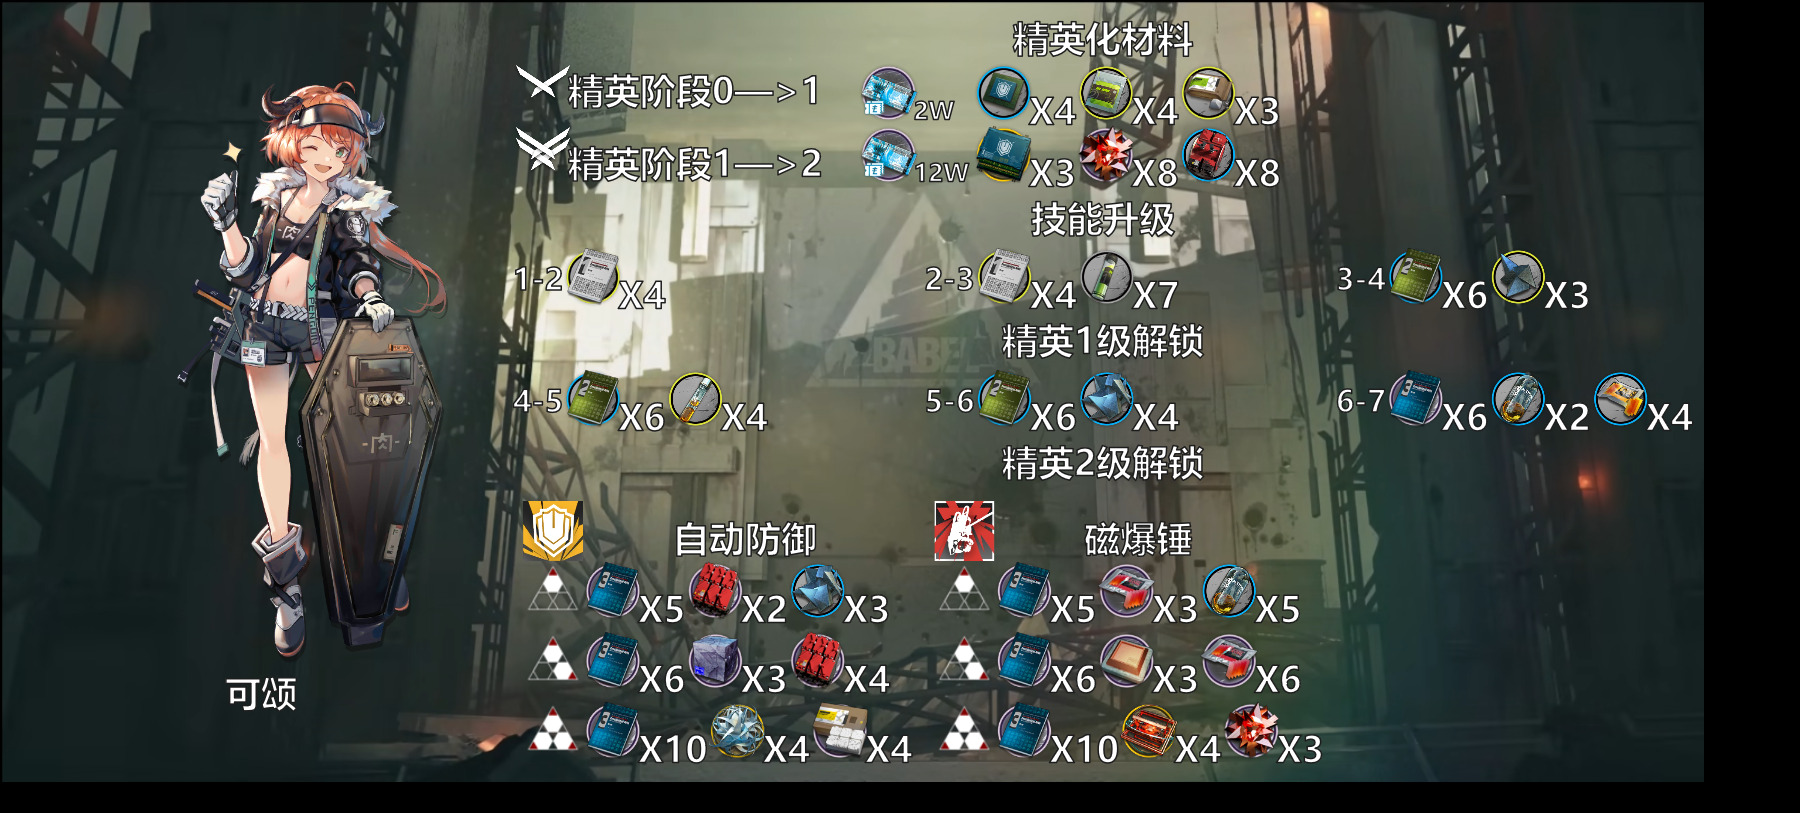 精英化材料
精英阶段0—>1 2W X4 X4 X3
精英阶段1—>2 12W X3 X8 X8
技能升级
1-2 X4 2-3 X4 X7 3-4 X6 X3
精英1级解锁
4-5 X6 X4 5-6 X6 X4 6-7 X6 X2 X4
精英2级解锁
自动防御 磁爆锤
X5 X2 X3 X5 X3 X5
X6 X3 X4 X6 X3 X6
X10 X4 X4 X10 X4 X3
可颂
BABEL
肉
肉